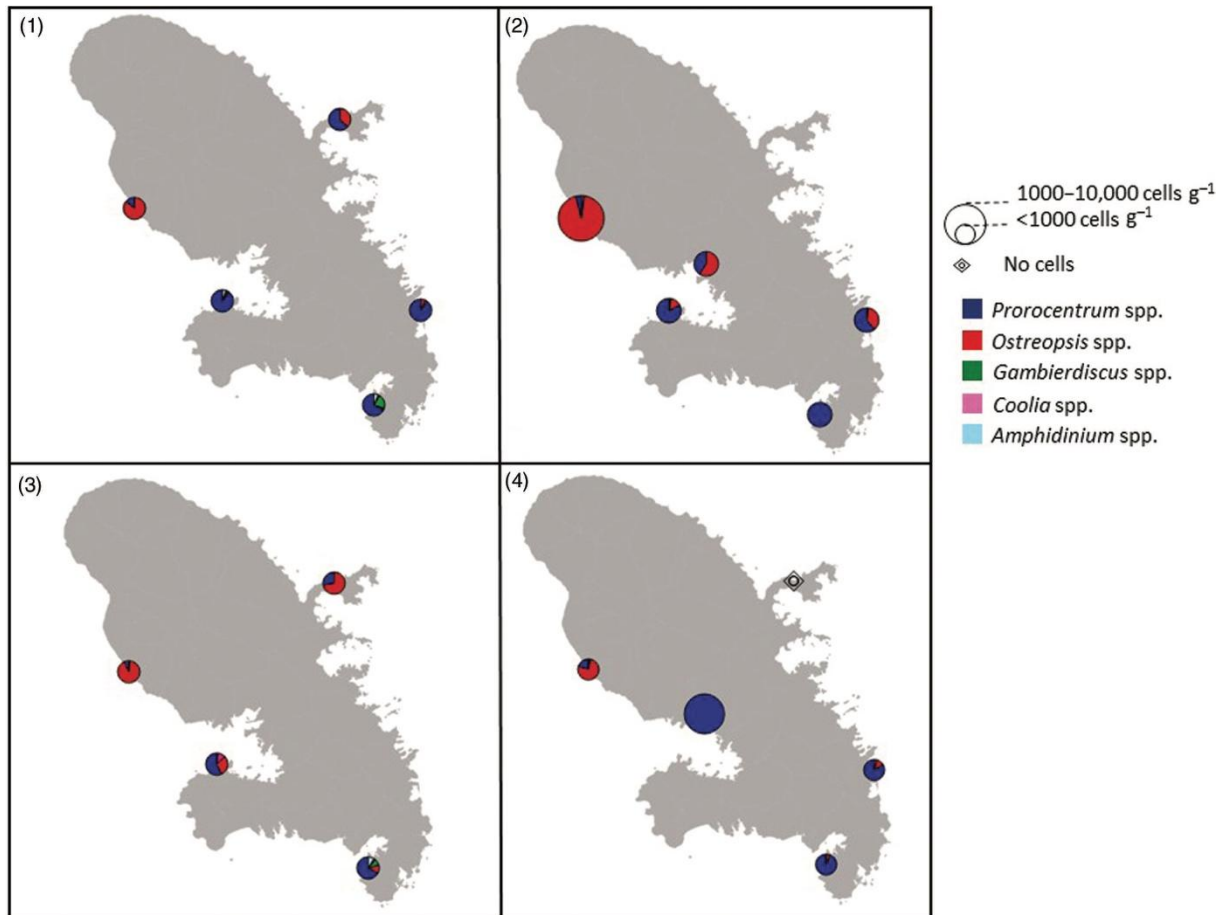 (1)
(2)
(3)
(4)
1000–10,000 cells g⁻¹
<1000 cells g⁻¹
No cells
Prorocentrum spp.
Ostreopsis spp.
Gambierdiscus spp.
Coolia spp.
Amphidinium spp.